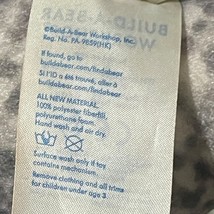 BUILD-A-BEAR
©Build-A-Bear Workshop, Inc.
Reg. No. PA-9859(HK)
If found, go to
buildabear.com/findabear
SI l'ID a été trouvé, aller à
buildabear.com/findabear
ALL NEW MATERIAL
100% polyester fiberfill,
polyurethane foam.
Hand wash and air dry.
Surface wash only if toy
contains mechanism.
Remove clothing and all trims
for children under age 3